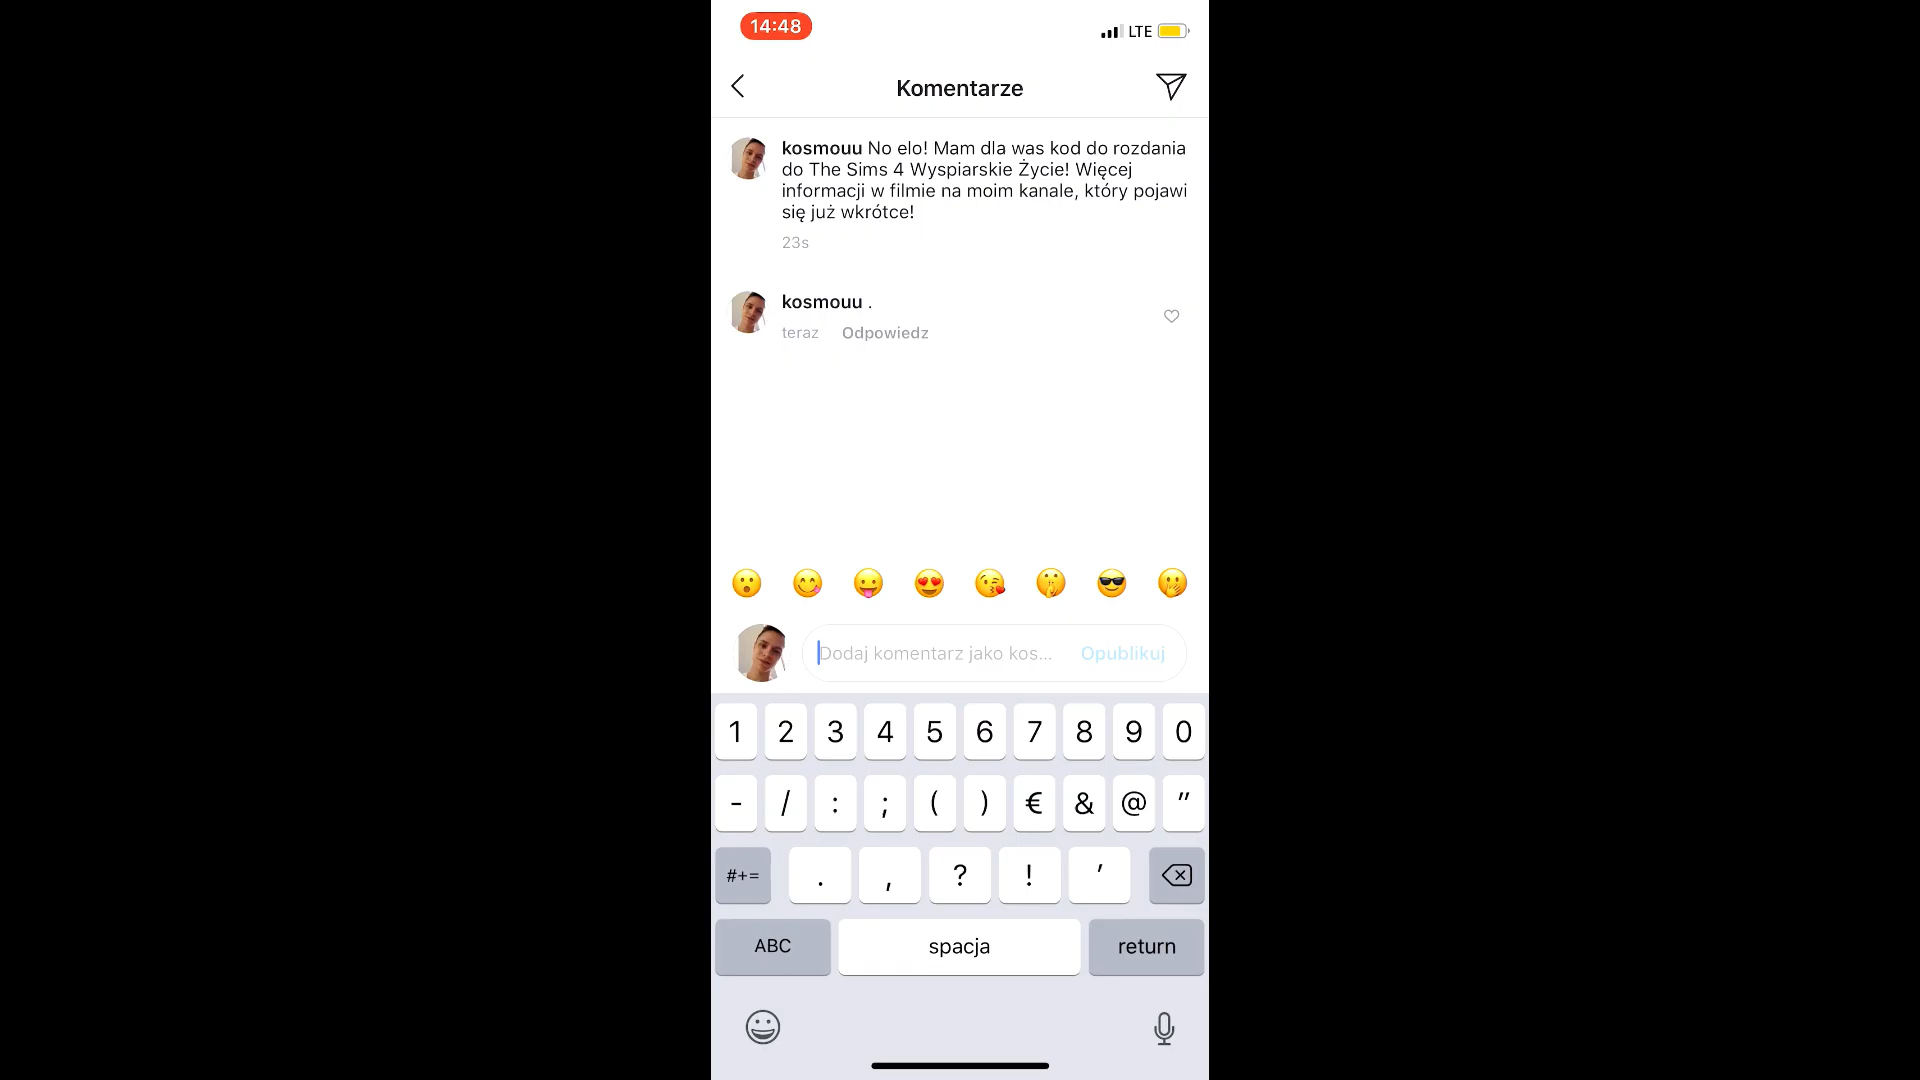 14:48
LTE
Komentarze
kosmouu No elo! Mam dla was kod do rozdania
do The Sims 4 Wyspiarskie Życie! Więcej
informacji w filmie na moim kanale, który pojawi
się już wkrótce!
23s
kosmouu .
teraz Odpowiedz
Dodaj komentarz jako kos... Opublikuj
1 2 3 4 5 6 7 8 9 0
- / : ; ( ) € & @ "
#+= . , ? ! '
ABC spacja return